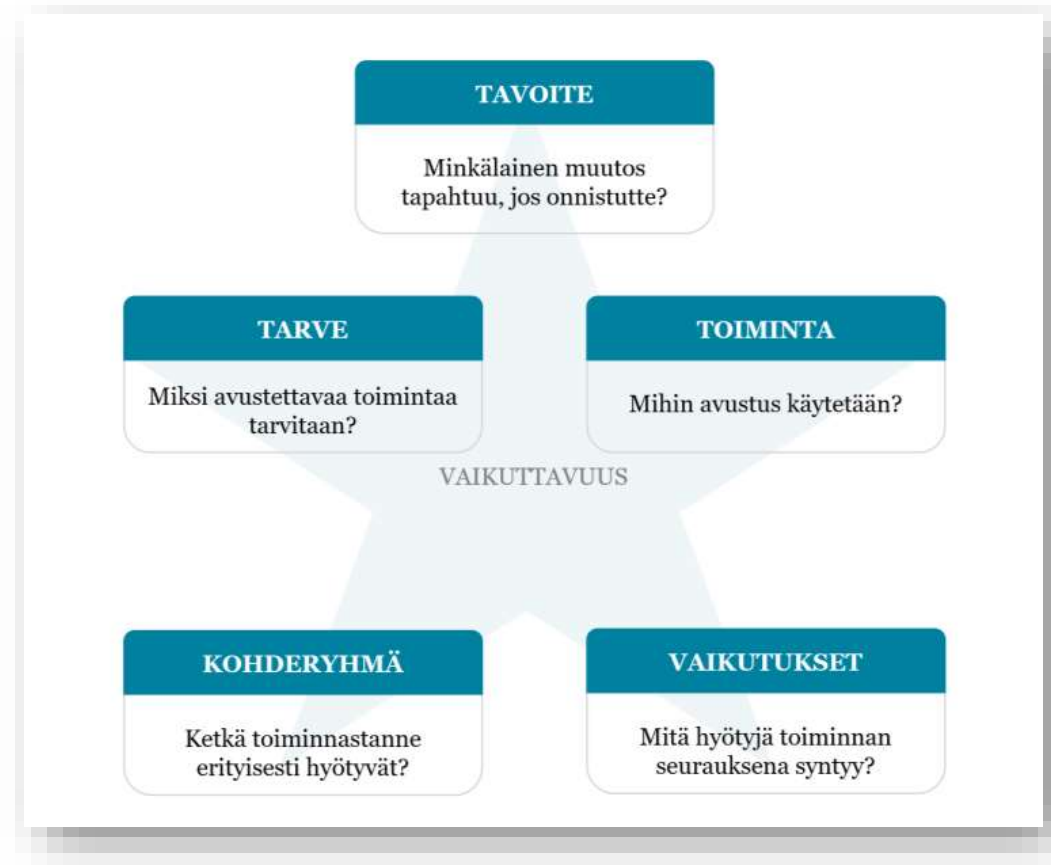 TAVOITE
Minkälainen muutos
tapahtuu, jos onnistutte?
TARVE
Miksi avustettavaa toimintaa
tarvitaan?
TOIMINTA
Mihin avustus käytetään?
VAIKUTTAVUUS
KOHDERYHMÄ
Ketkä toiminnastanne
erityisesti hyötyvät?
VAIKUTUKSET
Mitä hyötyjä toiminnan
seurauksena syntyy?